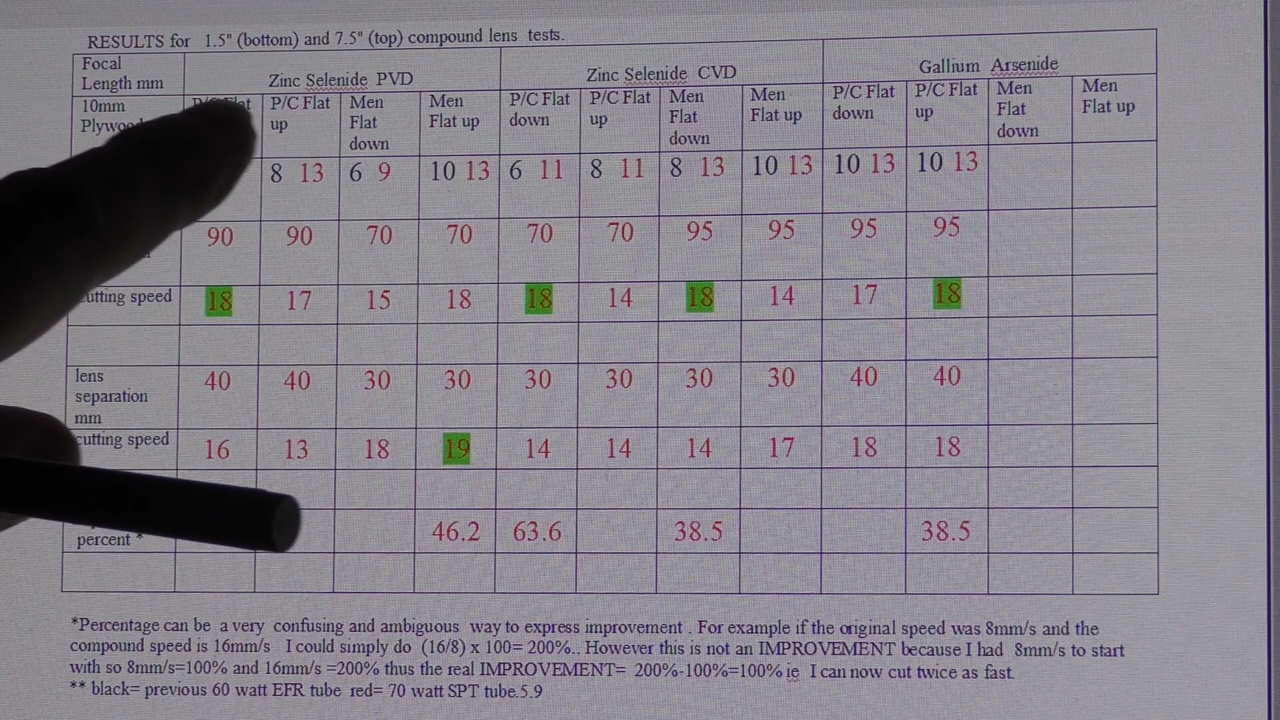 RESULTS for 1.5" (bottom) and 7.5" (top) compound lens tests.
Focal Length mm Zinc Selenide PVD Zinc Selenide CVD Gallium Arsenide
10mm P/C Flat P/C Flat up Men Flat down Men Flat up P/C Flat down P/C Flat up Men Flat down Men Flat up P/C Flat down P/C Flat up Men Flat down Men Flat up
8 13 6 9 10 13 6 11 8 11 8 13 10 13 10 13 10 13
90 90 70 70 70 70 95 95 95 95
cutting speed 18 17 15 18 18 14 18 14 17 18
lens separation mm 40 40 30 30 30 30 30 30 40 40
cutting speed 16 13 18 19 14 14 14 17 18 18
percent * 46.2 63.6 38.5 38.5
*Percentage can be a very confusing and ambiguous way to express improvement . For example if the original speed was 8mm/s and the
compound speed is 16mm/s I could simply do (16/8) x 100= 200%.. However this is not an IMPROVEMENT because I had 8mm/s to start
with so 8mm/s=100% and 16mm/s =200% thus the real IMPROVEMENT= 200%-100%=100% ie I can now cut twice as fast.
** black= previous 60 watt EFR tube red= 70 watt SPT tube.5.9